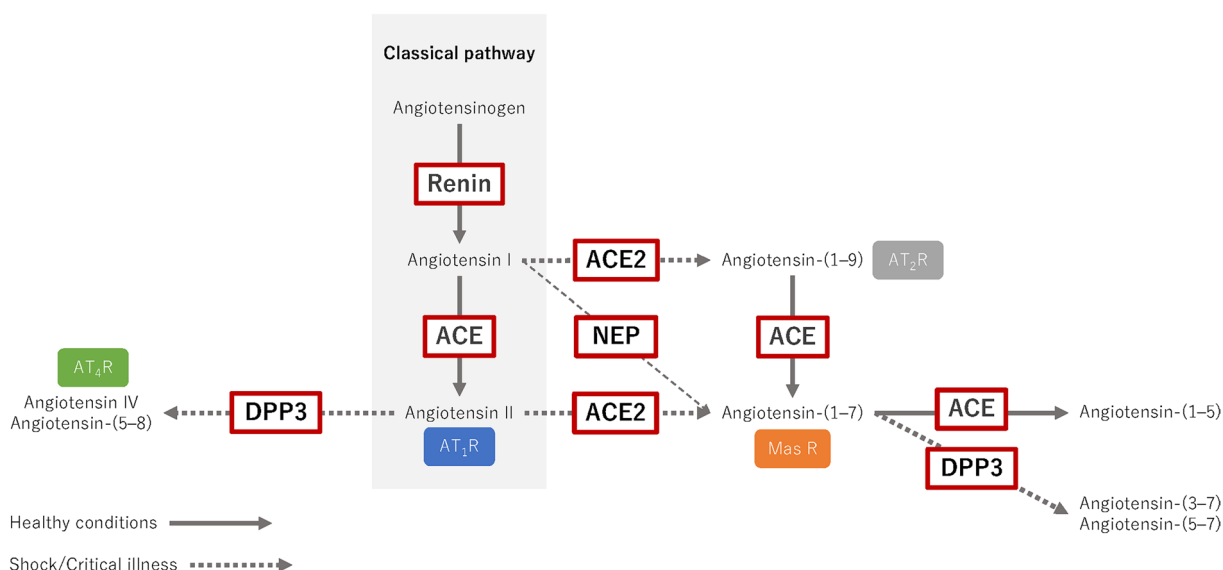 Classical pathway
Angiotensinogen
Renin
Angiotensin I
ACE2
Angiotensin-(1–9)
AT₂R
ACE
NEP
ACE
AT₄R
Angiotensin IV
Angiotensin-(5–8)
DPP3
Angiotensin II
ACE2
Angiotensin-(1–7)
ACE
Angiotensin-(1–5)
AT₁R
Mas R
DPP3
Angiotensin-(3–7)
Angiotensin-(5–7)
Healthy conditions
Shock/Critical illness